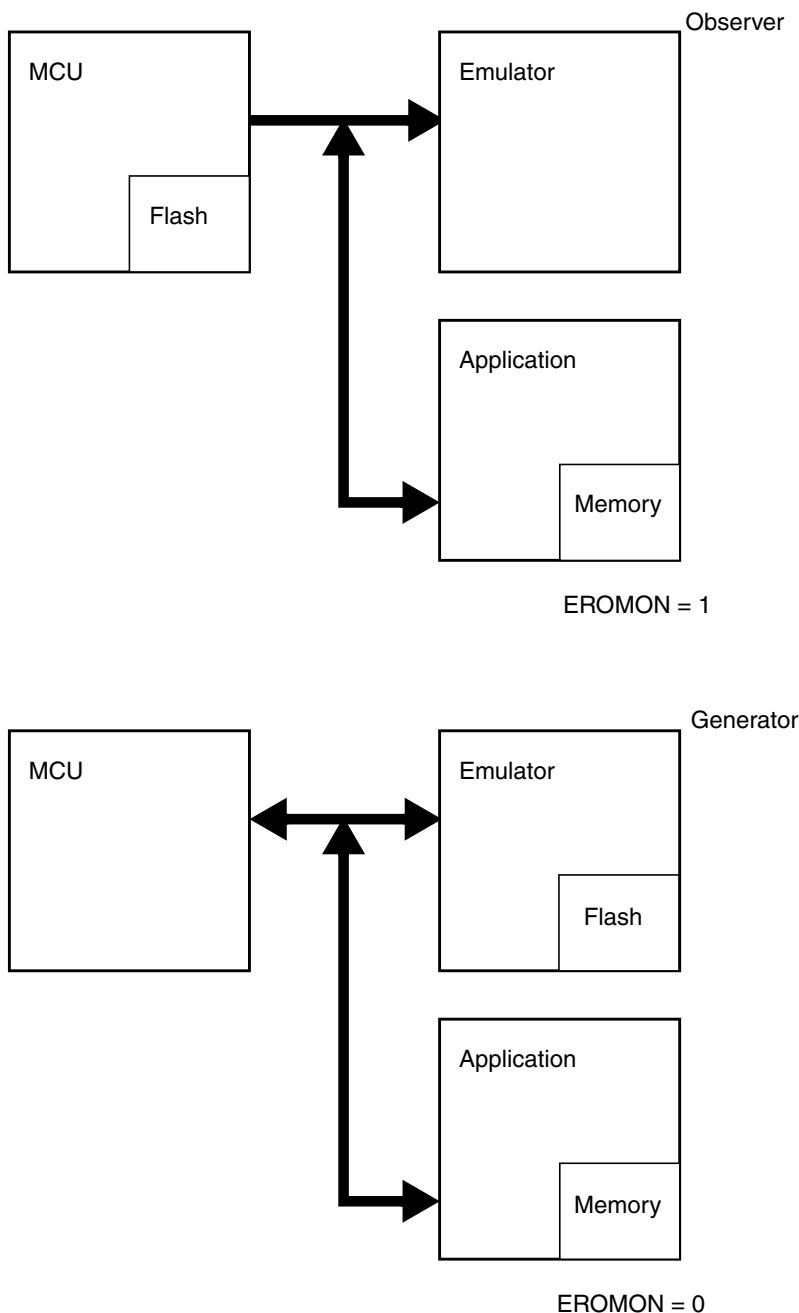 Observer
MCU
Emulator
Flash
Application
Memory
EROMON = 1
Generator
MCU
Emulator
Flash
Application
Memory
EROMON = 0